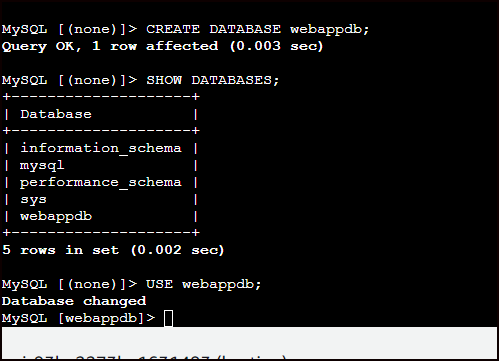 MySQL [(none)]> CREATE DATABASE webappdb;
Query OK, 1 row affected (0.003 sec)
MySQL [(none)]> SHOW DATABASES;
+--------------------+
| Database           |
+--------------------+
| information_schema |
| mysql              |
| performance_schema |
| sys                |
| webappdb           |
+--------------------+
5 rows in set (0.002 sec)
MySQL [(none)]> USE webappdb;
Database changed
MySQL [webappdb]>